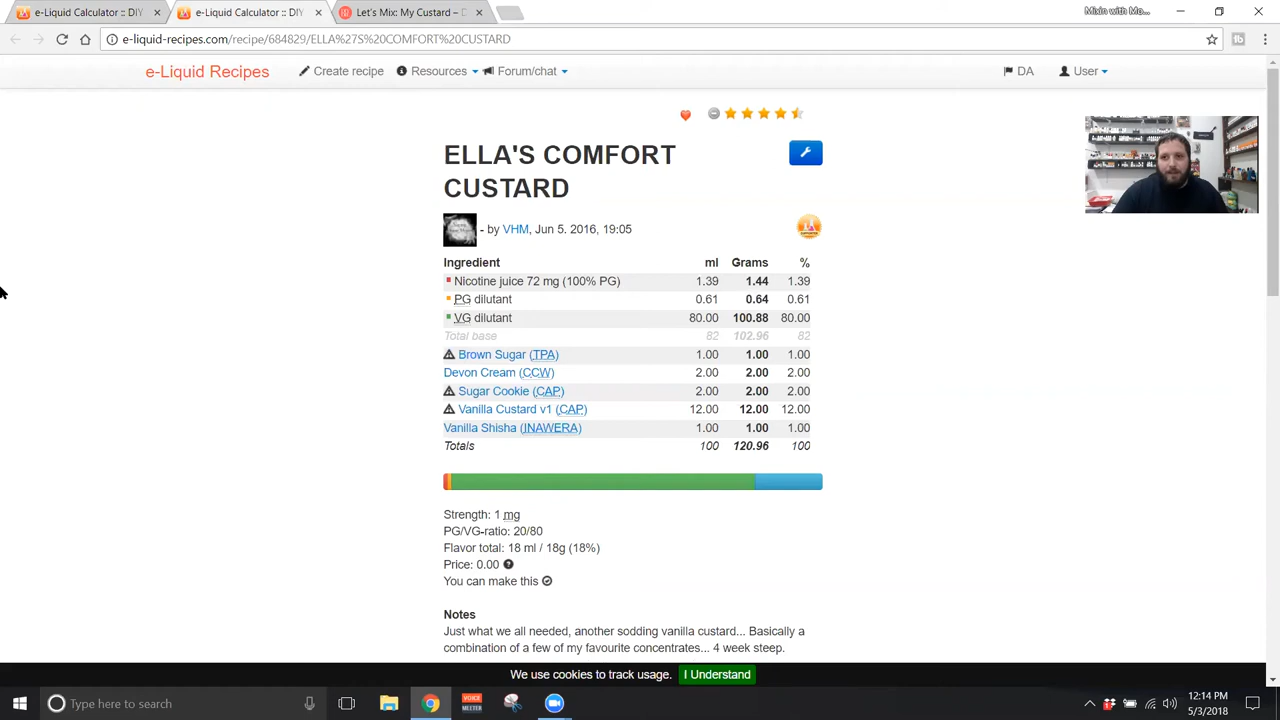 e-Liquid Calculator :: DIY
e-Liquid Calculator :: DIY
Let's Mix: My Custard –
Mixin with Mo...
e-liquid-recipes.com/recipe/684829/ELLA%27S%20COMFORT%20CUSTARD
e-Liquid Recipes Create recipe Resources Forum/chat DA User
ELLA'S COMFORT
CUSTARD
- by VHM, Jun 5. 2016, 19:05
Ingredient ml Grams %
Nicotine juice 72 mg (100% PG) 1.39 1.44 1.39
PG dilutant 0.61 0.64 0.61
VG dilutant 80.00 100.88 80.00
Total base 82 102.96 82
Brown Sugar (TPA) 1.00 1.00 1.00
Devon Cream (CCW) 2.00 2.00 2.00
Sugar Cookie (CAP) 2.00 2.00 2.00
Vanilla Custard v1 (CAP) 12.00 12.00 12.00
Vanilla Shisha (INAWERA) 1.00 1.00 1.00
Totals 100 120.96 100
Strength: 1 mg
PG/VG-ratio: 20/80
Flavor total: 18 ml / 18g (18%)
Price: 0.00
You can make this
Notes
Just what we all needed, another sodding vanilla custard... Basically a
combination of a few of my favourite concentrates... 4 week steep.
We use cookies to track usage. I Understand
Type here to search
VOICE
MEETER
12:14 PM
5/3/2018